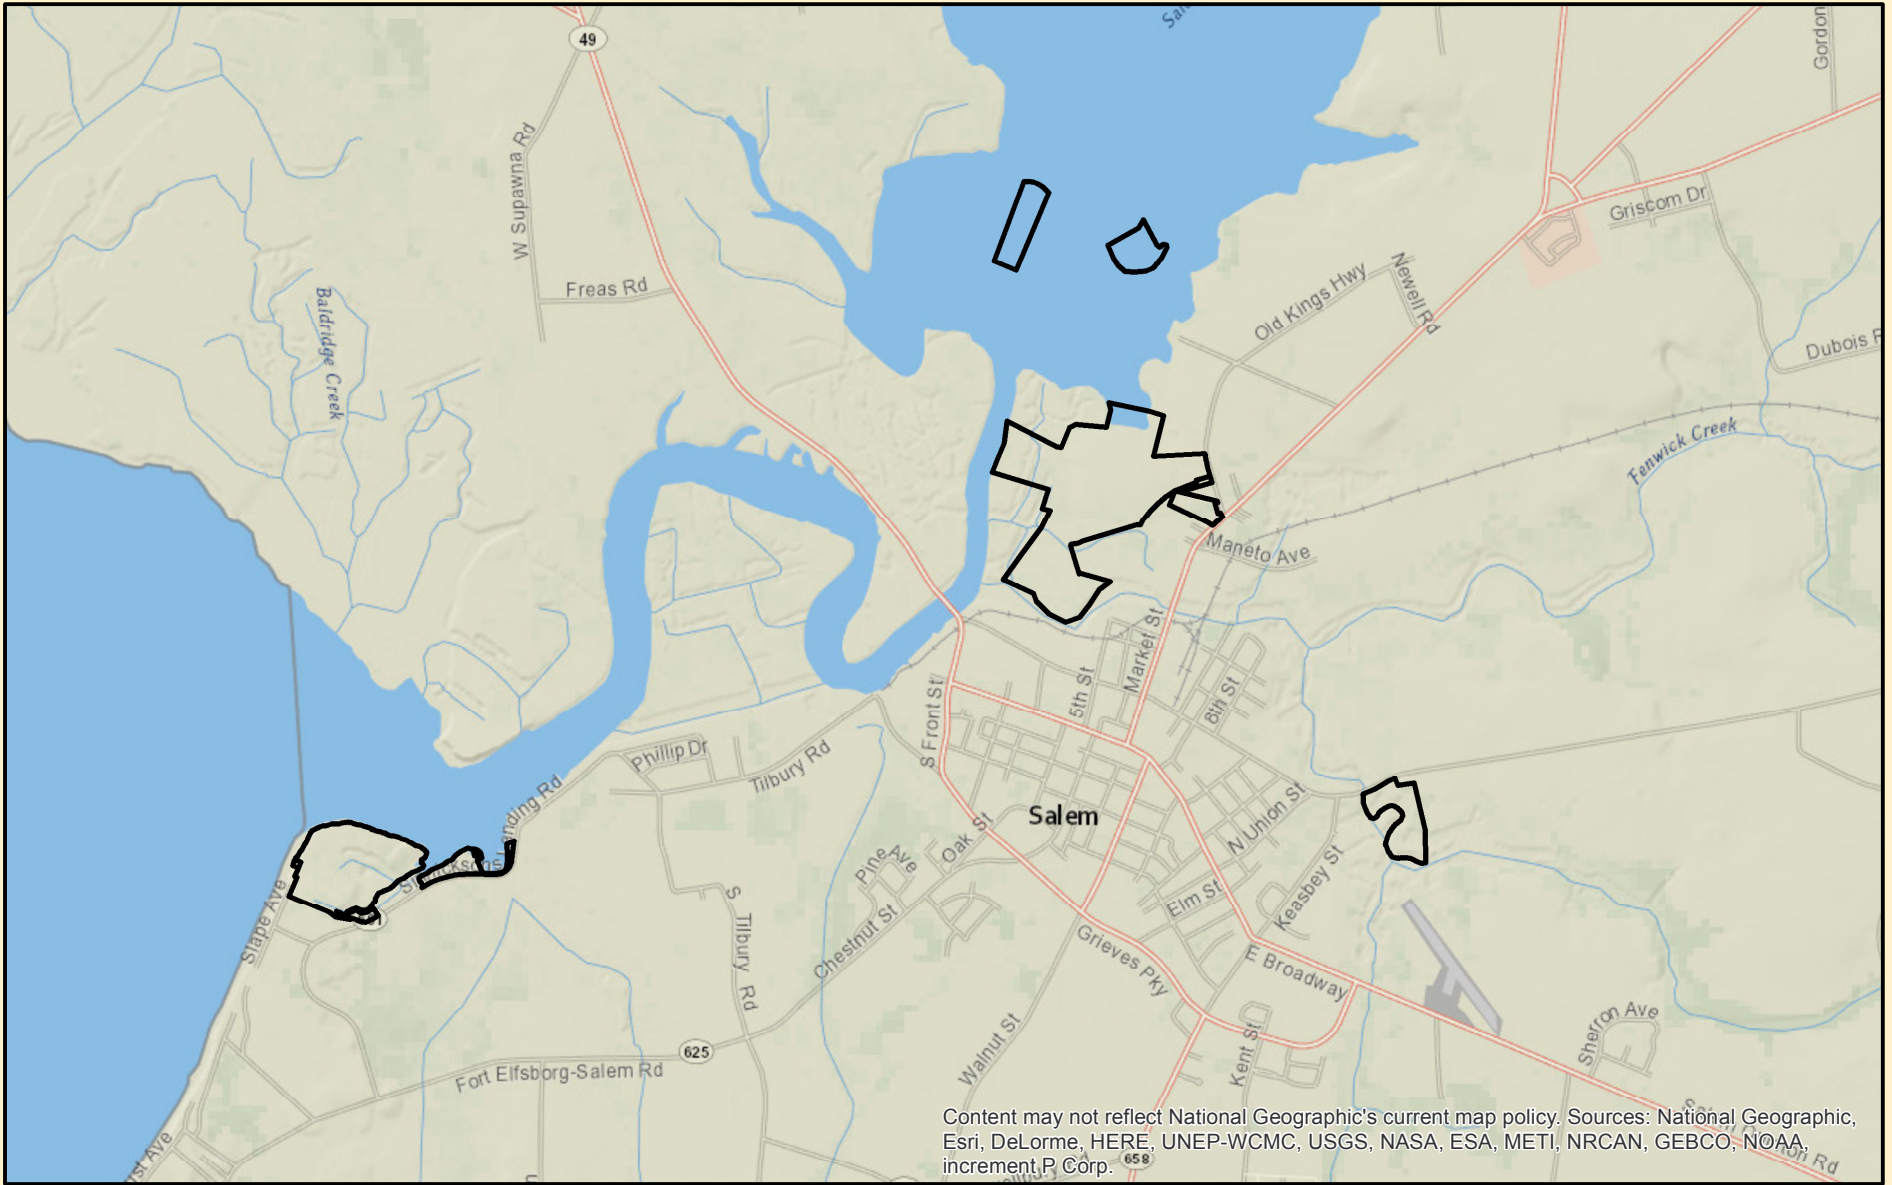 Gordon
49
W Supawna Rd
Griscom Dr
Freas Rd
Old Kings Hwy
Newell Rd
Baldridge Creek
Dubois
Fenwick Creek
Maneto Ave
Market St
5th St
8th St
S Front St
Phillip Dr
Tilbury Rd
Landing Rd
Salem
N Union St
Oak St
Pine Ave
Keasbey St
Elm St
Slape Ave
Chestnut St
S Tilbury Rd
Grieves Pky
E Broadway
Sherron Ave
Walnut St
Kent St
625
Fort Elfsborg-Salem Rd
Content may not reflect National Geographic's current map policy. Sources: National Geographic,
Esri, DeLorme, HERE, UNEP-WCMC, USGS, NASA, ESA, METI, NRCAN, GEBCO, NOAA,
increment P Corp.
658
Rd